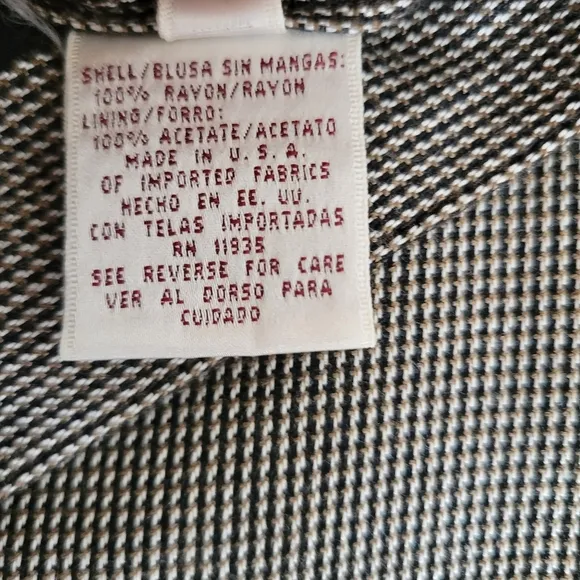 SHELL/BLUSA SIN MANGAS:
100% RAYON/RAYON
LINING/FORRO:
100% ACETATE/ACETATO
MADE IN U.S.A.
OF IMPORTED FABRICS
HECHO EN EE. UU.
CON TELAS IMPORTADAS
RN 11935
SEE REVERSE FOR CARE
VER AL DORSO PARA
CUIDADO